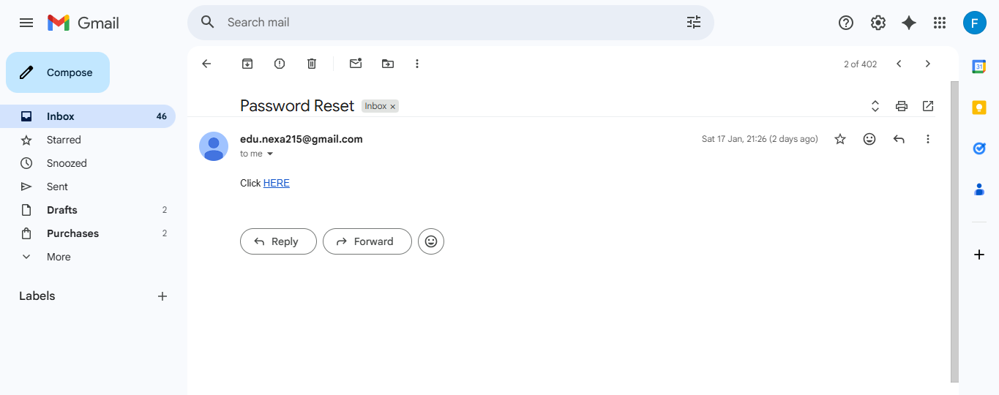 Gmail
Search mail
F
Compose
2 of 402
31
Inbox 46
Starred
Snoozed
Sent
Drafts 2
Purchases 2
More
Labels
Password Reset Inbox ×
edu.nexa215@gmail.com Sat 17 Jan, 21:26 (2 days ago)
to me
Click HERE
Reply Forward